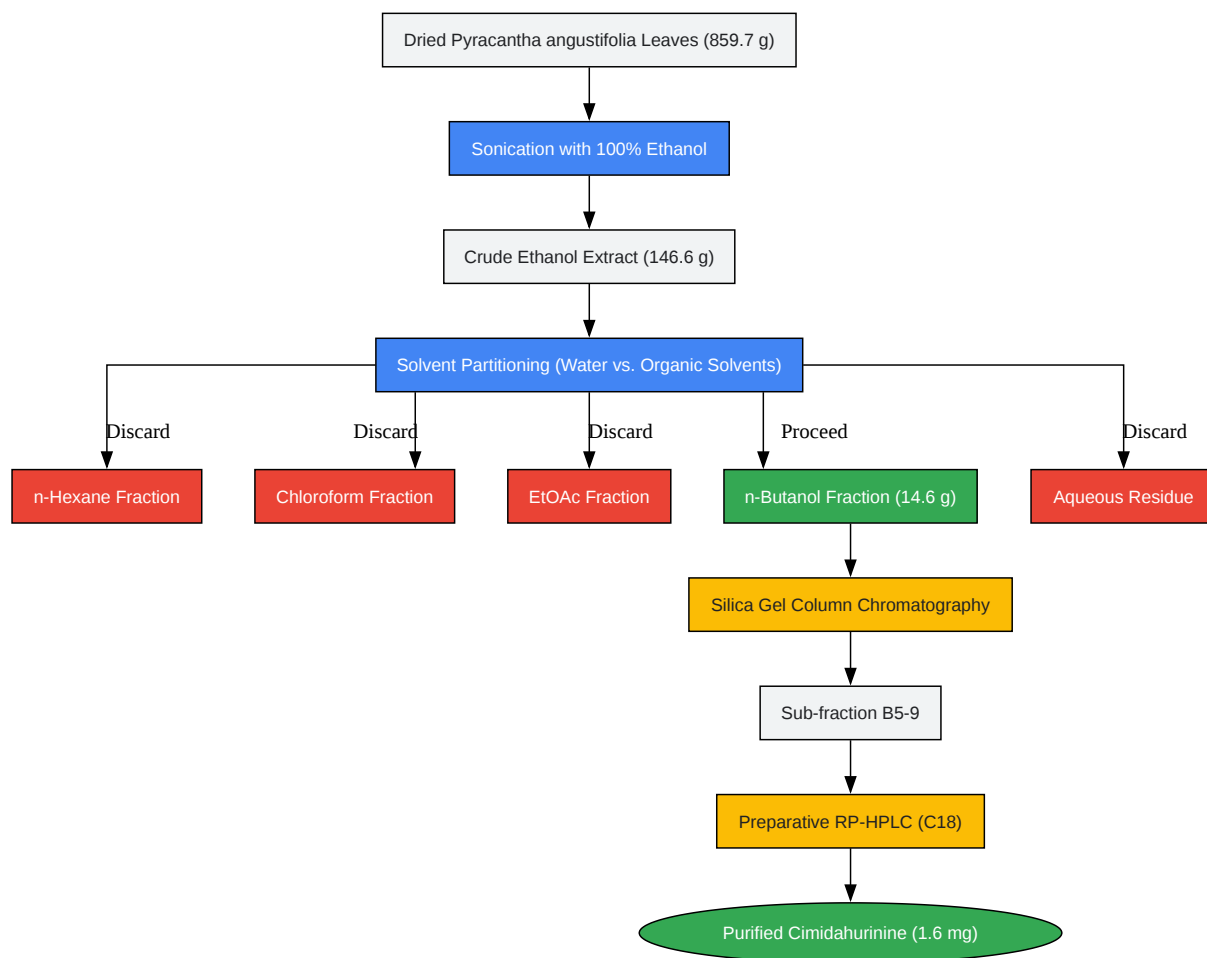 Dried Pyracantha angustifolia Leaves (859.7 g)
Sonication with 100% Ethanol
Crude Ethanol Extract (146.6 g)
Solvent Partitioning (Water vs. Organic Solvents)
Discard
Discard
Discard
Proceed
Discard
n-Hexane Fraction
Chloroform Fraction
EtOAc Fraction
n-Butanol Fraction (14.6 g)
Aqueous Residue
Silica Gel Column Chromatography
Sub-fraction B5-9
Preparative RP-HPLC (C18)
Purified Cimidahurinine (1.6 mg)